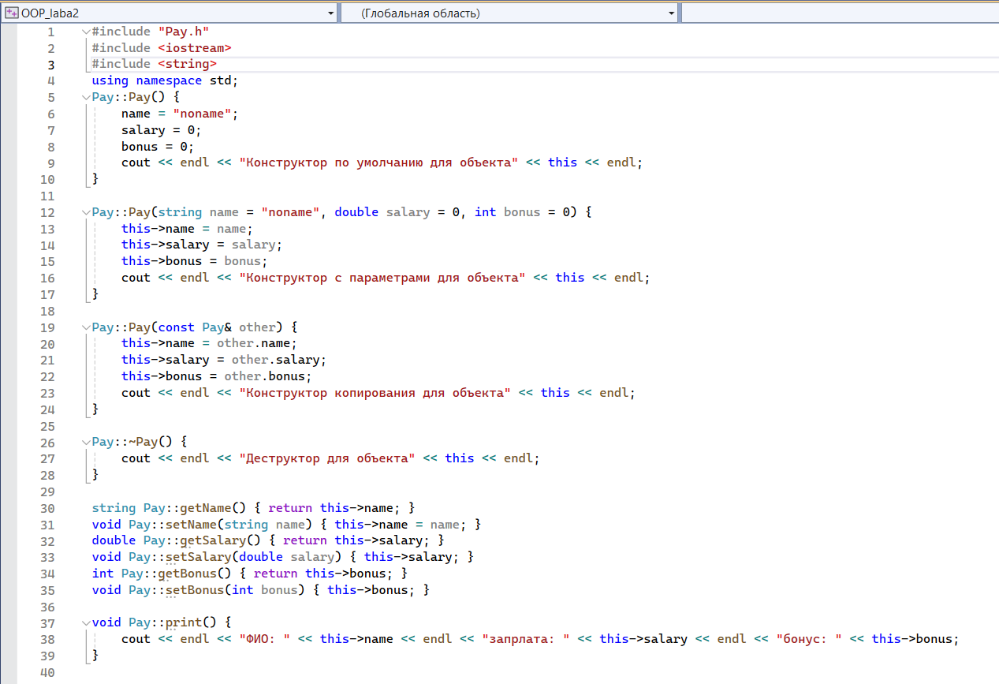 OOP_laba2 (Глобальная область)
1 #include "Pay.h"
2 #include <iostream>
3 #include <string>
4 using namespace std;
5 Pay::Pay() {
6 name = "noname";
7 salary = 0;
8 bonus = 0;
9 cout << endl << "Конструктор по умолчанию для объекта" << this << endl;
10 }
11
12 Pay::Pay(string name = "noname", double salary = 0, int bonus = 0) {
13 this->name = name;
14 this->salary = salary;
15 this->bonus = bonus;
16 cout << endl << "Конструктор с параметрами для объекта" << this << endl;
17 }
18
19 Pay::Pay(const Pay& other) {
20 this->name = other.name;
21 this->salary = other.salary;
22 this->bonus = other.bonus;
23 cout << endl << "Конструктор копирования для объекта" << this << endl;
24 }
25
26 Pay::~Pay() {
27 cout << endl << "Деструктор для объекта" << this << endl;
28 }
29
30 string Pay::getName() { return this->name; }
31 void Pay::setName(string name) { this->name = name; }
32 double Pay::getSalary() { return this->salary; }
33 void Pay::setSalary(double salary) { this->salary; }
34 int Pay::getBonus() { return this->bonus; }
35 void Pay::setBonus(int bonus) { this->bonus; }
36
37 void Pay::print() {
38 cout << endl << "ФИО: " << this->name << endl << "запрлата: " << this->salary << endl << "бонус: " << this->bonus;
39 }
40